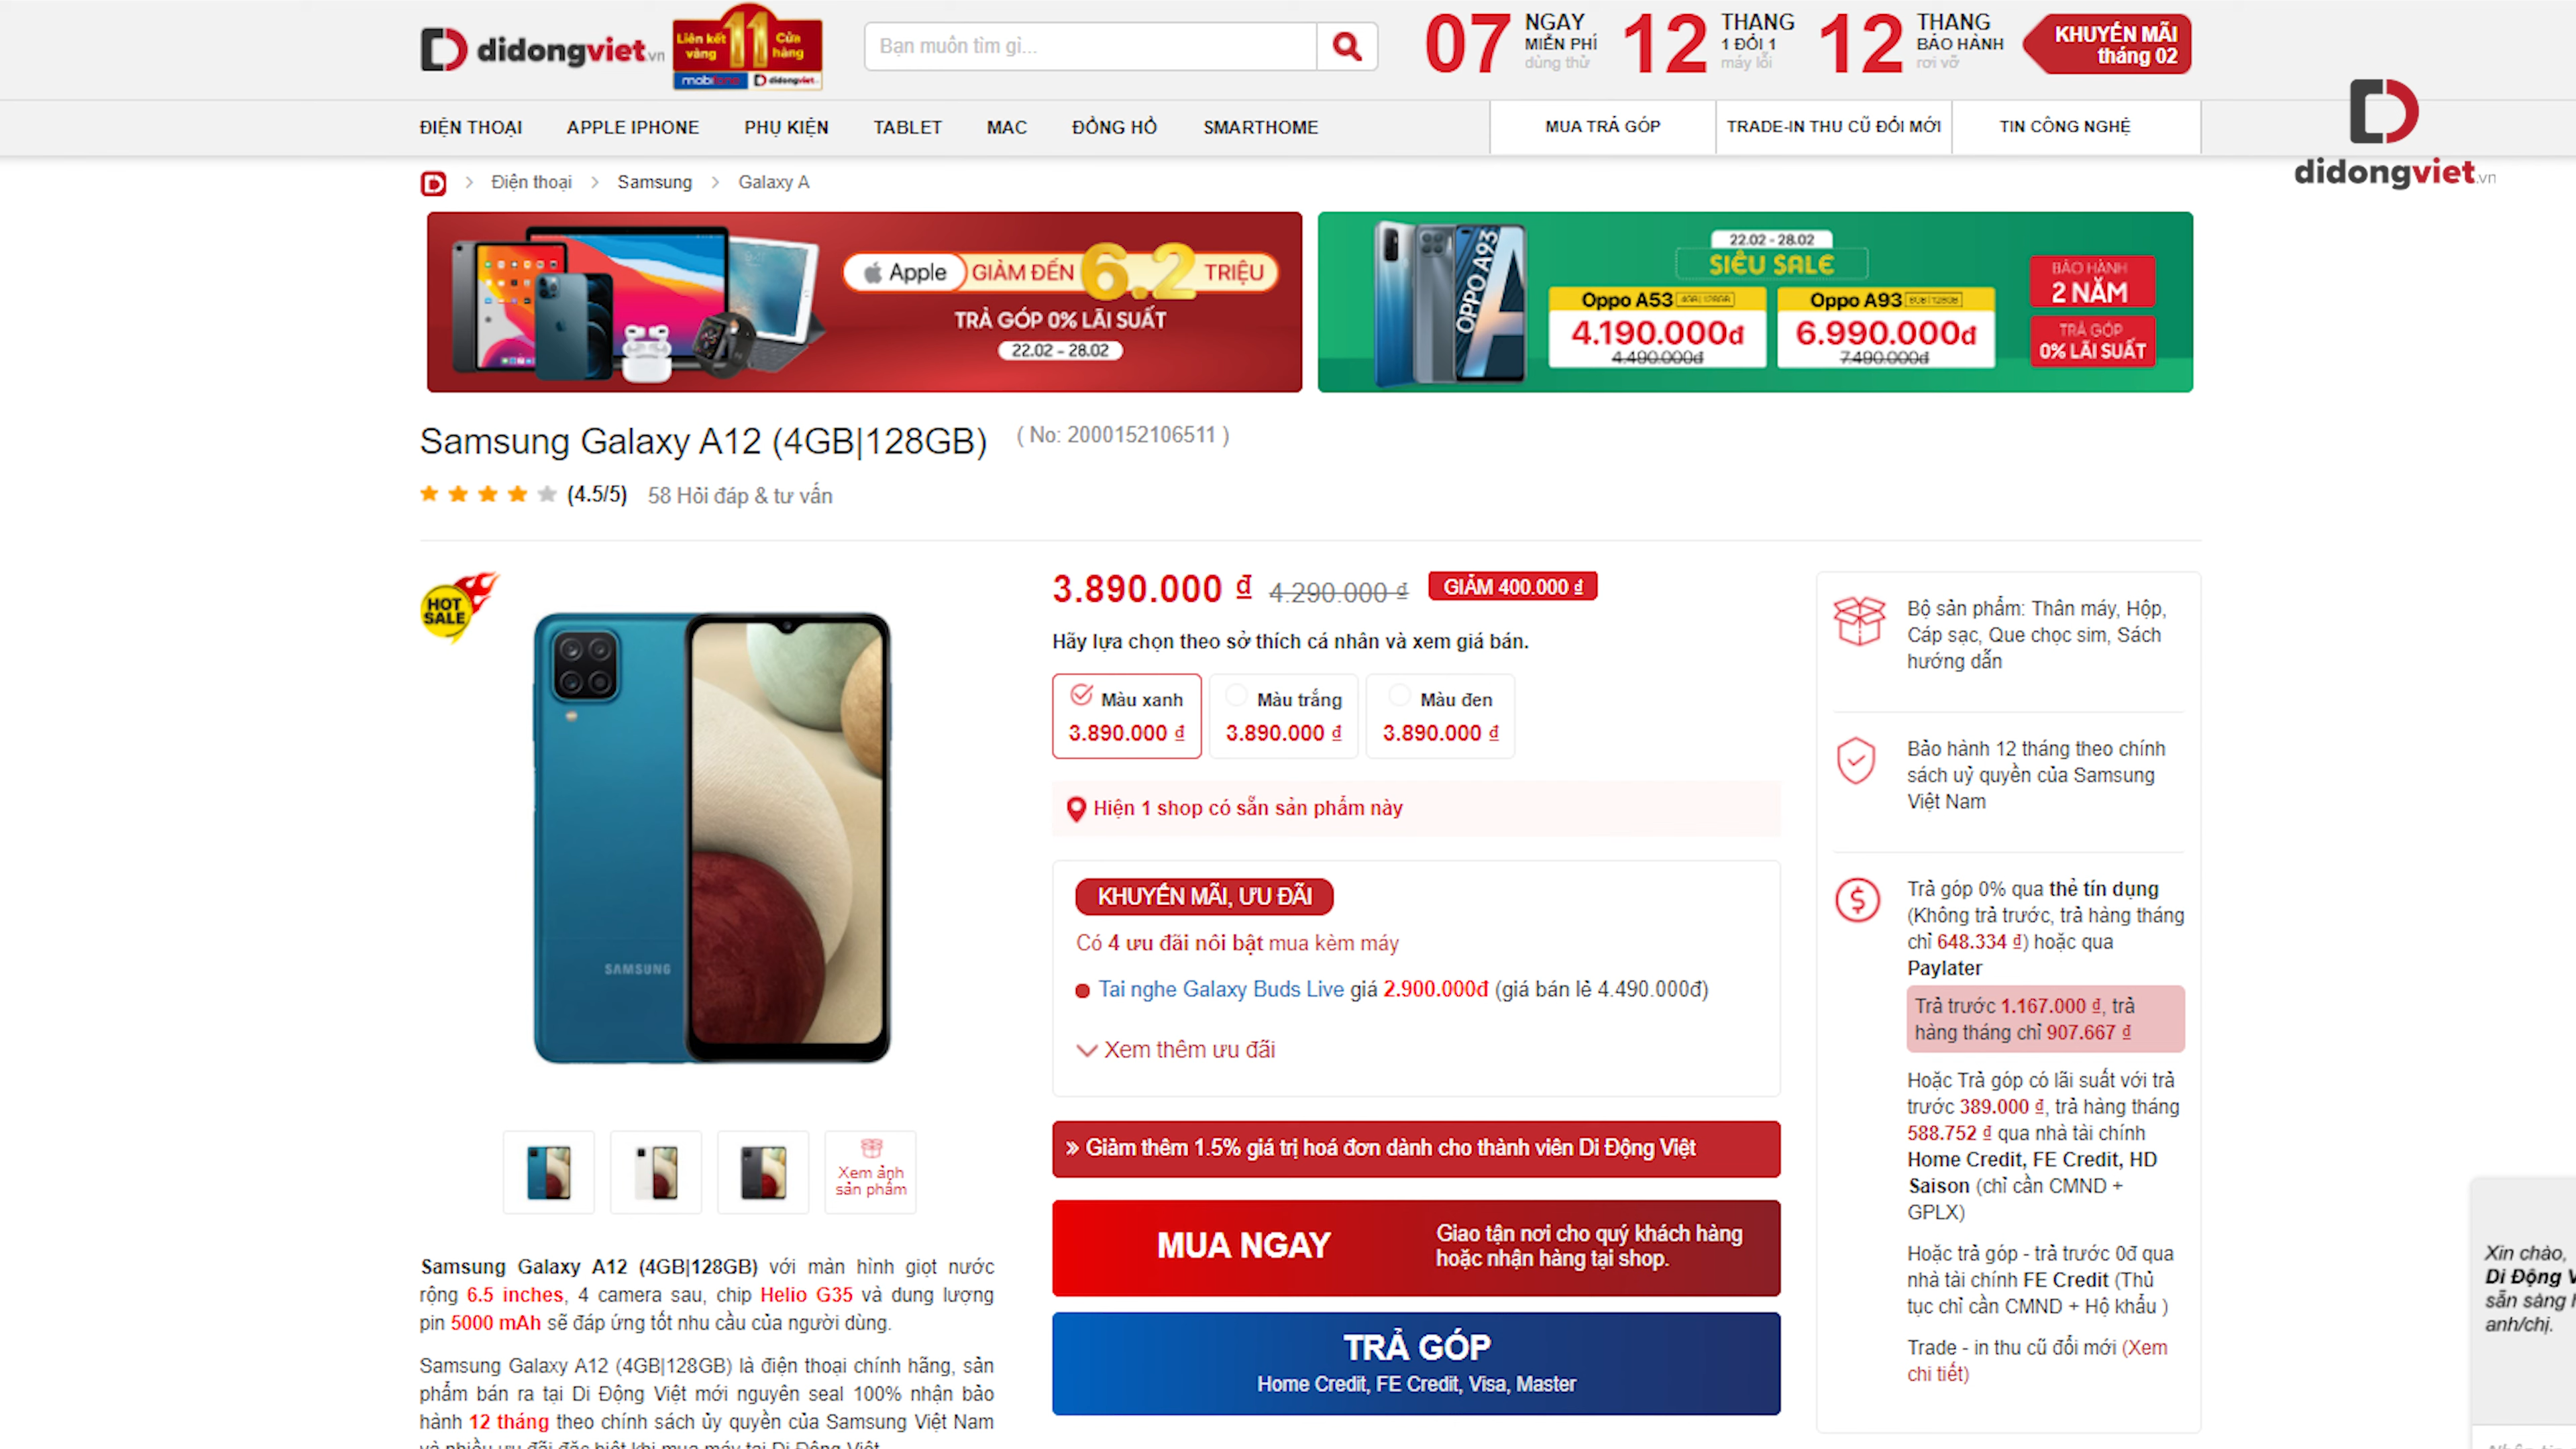 didongviet.vn
Liên kết vàng 11 Cửa hàng
mobifone didongviet
Bạn muốn tìm gì...
07 NGAY MIỄN PHÍ dùng thử
12 THANG 1 ĐỔI 1 máy lỗi
12 THANG BẢO HÀNH rơi vỡ
KHUYẾN MÃI
tháng 02
didongviet.vn
ĐIỆN THOẠI APPLE IPHONE PHỤ KIỆN TABLET MAC ĐỒNG HỒ SMARTHOME MUA TRẢ GÓP TRADE-IN THU CŨ ĐỔI MỚI TIN CÔNG NGHỆ
Điện thoại > Samsung > Galaxy A
Apple GIẢM ĐẾN 6.2 TRIỆU
TRẢ GÓP 0% LÃI SUẤT
22.02 - 28.02
OPPO A93
22.02 - 28.02
SIÊU SALE
Oppo A53 4GB|128GB
4.190.000đ
4.490.000đ
Oppo A93 8GB|128GB
6.990.000đ
7.490.000đ
BẢO HÀNH
2 NĂM
TRẢ GÓP
0% LÃI SUẤT
Samsung Galaxy A12 (4GB|128GB) ( No: 2000152106511 )
(4.5/5) 58 Hỏi đáp & tư vấn
HOT
SALE
SAMSUNG
Xem ảnh
sản phẩm
Samsung Galaxy A12 (4GB|128GB) với màn hình giọt nước
rộng 6.5 inches, 4 camera sau, chip Helio G35 và dung lượng
pin 5000 mAh sẽ đáp ứng tốt nhu cầu của người dùng.
Samsung Galaxy A12 (4GB|128GB) là điện thoại chính hãng, sản
phẩm bán ra tại Di Động Việt mới nguyên seal 100% nhận bảo
hành 12 tháng theo chính sách ủy quyền của Samsung Việt Nam
và nhiều ưu đãi đặc biệt khi mua máy tại Di Động Việt
3.890.000 ₫ 4.290.000 ₫ GIẢM 400.000 ₫
Hãy lựa chọn theo sở thích cá nhân và xem giá bán.
Màu xanh
3.890.000 ₫
Màu trắng
3.890.000 ₫
Màu đen
3.890.000 ₫
Hiện 1 shop có sẵn sản phẩm này
KHUYẾN MÃI, ƯU ĐÃI
Có 4 ưu đãi nổi bật mua kèm máy
Tai nghe Galaxy Buds Live giá 2.900.000đ (giá bán lẻ 4.490.000đ)
Xem thêm ưu đãi
» Giảm thêm 1.5% giá trị hoá đơn dành cho thành viên Di Động Việt
MUA NGAY
Giao tận nơi cho quý khách hàng
hoặc nhận hàng tại shop.
TRẢ GÓP
Home Credit, FE Credit, Visa, Master
Bộ sản phẩm: Thân máy, Hộp,
Cáp sạc, Que chọc sim, Sách
hướng dẫn
Bảo hành 12 tháng theo chính
sách uỷ quyền của Samsung
Việt Nam
Trả góp 0% qua thẻ tín dụng
(Không trả trước, trả hàng tháng
chỉ 648.334 ₫) hoặc qua
Paylater
Trả trước 1.167.000 ₫, trả
hàng tháng chỉ 907.667 ₫
Hoặc Trả góp có lãi suất với trả
trước 389.000 ₫, trả hàng tháng
588.752 ₫ qua nhà tài chính
Home Credit, FE Credit, HD
Saison (chỉ cần CMND +
GPLX)
Hoặc trả góp - trả trước 0đ qua
nhà tài chính FE Credit (Thủ
tục chỉ cần CMND + Hộ khẩu )
Trade - in thu cũ đổi mới (Xem
chi tiết)
Xin chào,
Di Động
sẵn sàng
anh/chị.